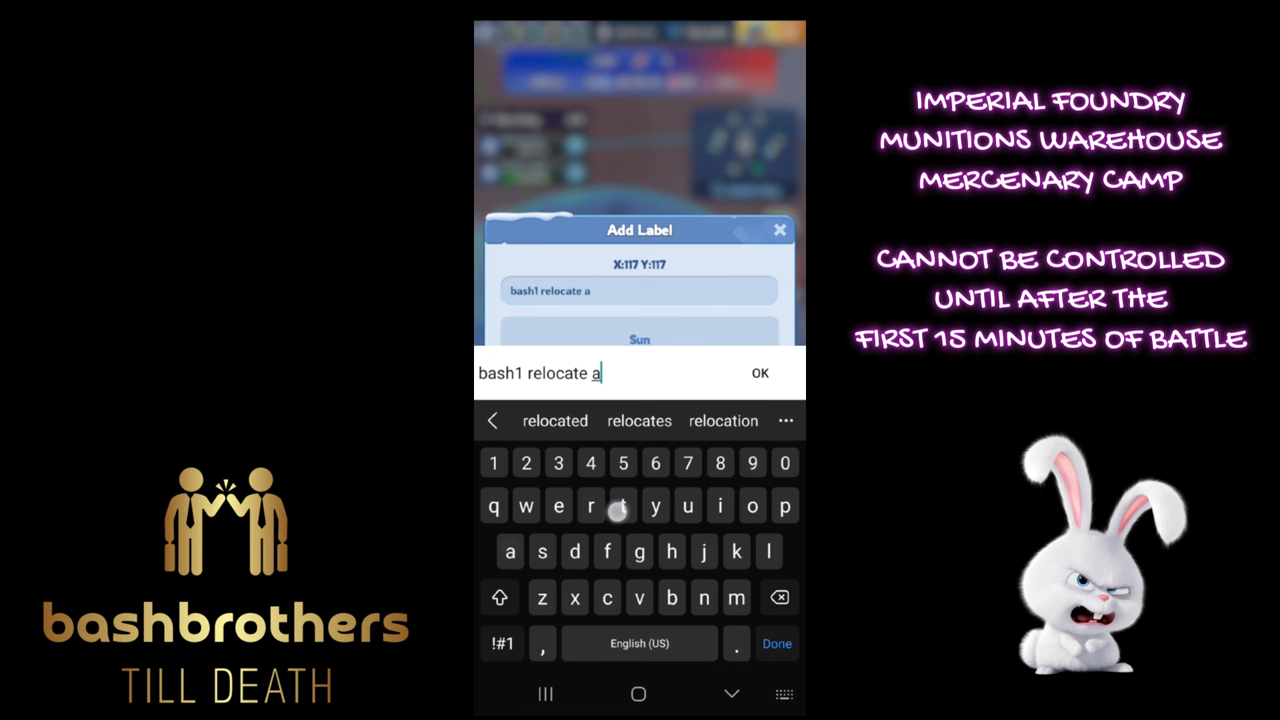 IMPERIAL FOUNDRY
MUNITIONS WAREHOUSE
MERCENARY CAMP
CANNOT BE CONTROLLED
UNTIL AFTER THE
FIRST 15 MINUTES OF BATTLE
Add Label
X:117 Y:117
bash1 relocate a
Sun
bash1 relocate a
OK
relocated relocates relocation
1 2 3 4 5 6 7 8 9 0
q w e r t y u i o p
a s d f g h j k l
z x c v b n m
!#1 , English (US) . Done
bashbrothers
TILL DEATH